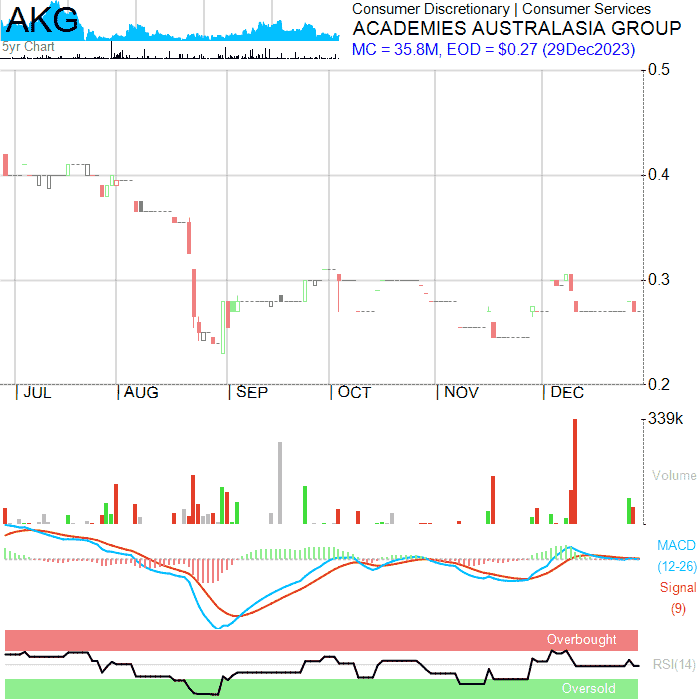 AKG
5yr Chart
Consumer Discretionary | Consumer Services
ACADEMIES AUSTRALASIA GROUP
MC = 35.8M, EOD = $0.27 (29Dec2023)
0.5
0.4
0.3
0.2
JUL
AUG
SEP
OCT
NOV
DEC
339k
Volume
MACD
(12-26)
Signal
(9)
Overbought
RSI(14)
Oversold